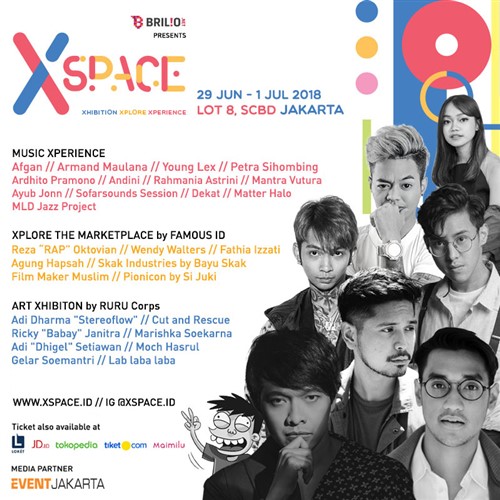 BRIL!O.NET
PRESENTS
XSPACE
XHIBITION XPLORE XPERIENCE
29 JUN - 1 JUL 2018
LOT 8, SCBD JAKARTA
MUSIC XPERIENCE
Afgan // Armand Maulana // Young Lex // Petra Sihombing
Ardhito Pramono // Andini // Rahmania Astrini // Mantra Vutura
Ayub Jonn // Sofarsounds Session // Dekat // Matter Halo
MLD Jazz Project
XPLORE THE MARKETPLACE by FAMOUS ID
Reza "RAP" Oktovian // Wendy Walters // Fathia Izzati
Agung Hapsah // Skak Industries by Bayu Skak
Film Maker Muslim // Pionicon by Si Juki
ART XHIBITON by RURU Corps
Adi Dharma "Stereoflow" // Cut and Rescue
Ricky "Babay" Janitra // Marishka Soekarna
Adi "Dhigel" Setiawan // Moch Hasrul
Gelar Soemantri // Lab laba laba
WWW.XSPACE.ID // IG @XSPACE.ID
Ticket also available at
LOKÉT JD.ID tokopedia tiket.com Maimilu
MEDIA PARTNER
EVENTJAKARTA